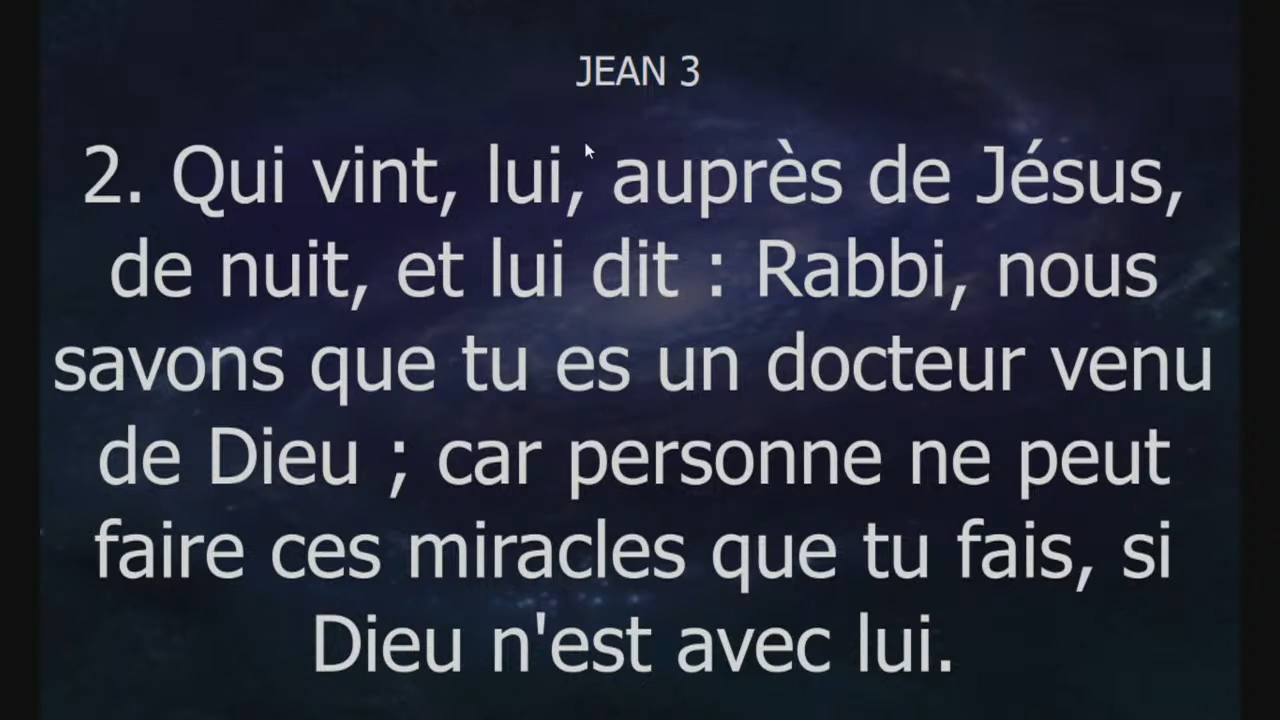 JEAN 3
2. Qui vint, lui, auprès de Jésus,
de nuit, et lui dit : Rabbi, nous
savons que tu es un docteur venu
de Dieu ; car personne ne peut
faire ces miracles que tu fais, si
Dieu n'est avec lui.